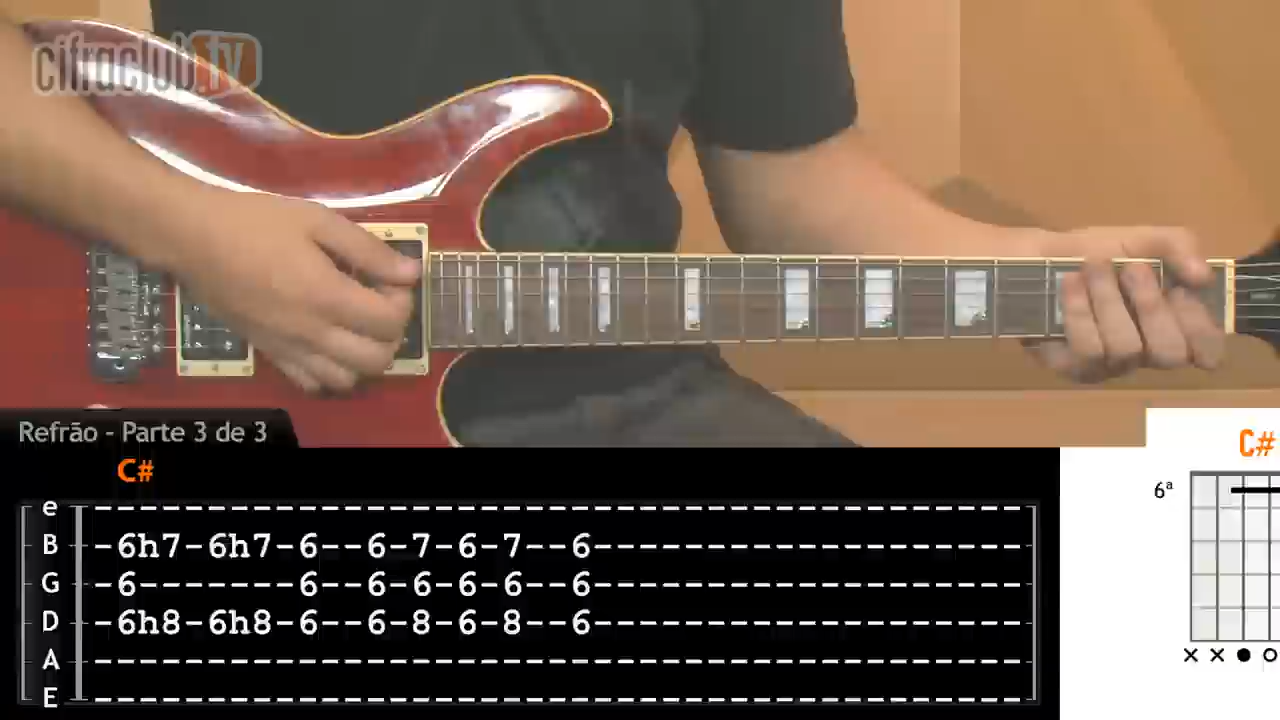 cifraclub.tv
Refrão - Parte 3 de 3
C#
e
B -6h7-6h7-6--6-7-6-7--6-
G -6-------6--6-6-6-6--6-
D -6h8-6h8-6--6-8-6-8--6-
A
E
C#
6ª
× × ● ○